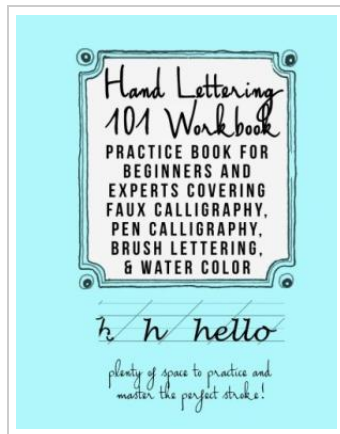 Hand Lettering
101 Workbook
PRACTICE BOOK FOR
BEGINNERS AND
EXPERTS COVERING
FAUX CALLIGRAPHY,
PEN CALLIGRAPHY,
BRUSH LETTERING,
& WATER COLOR
h h hello
plenty of space to practice and
master the perfect stroke!